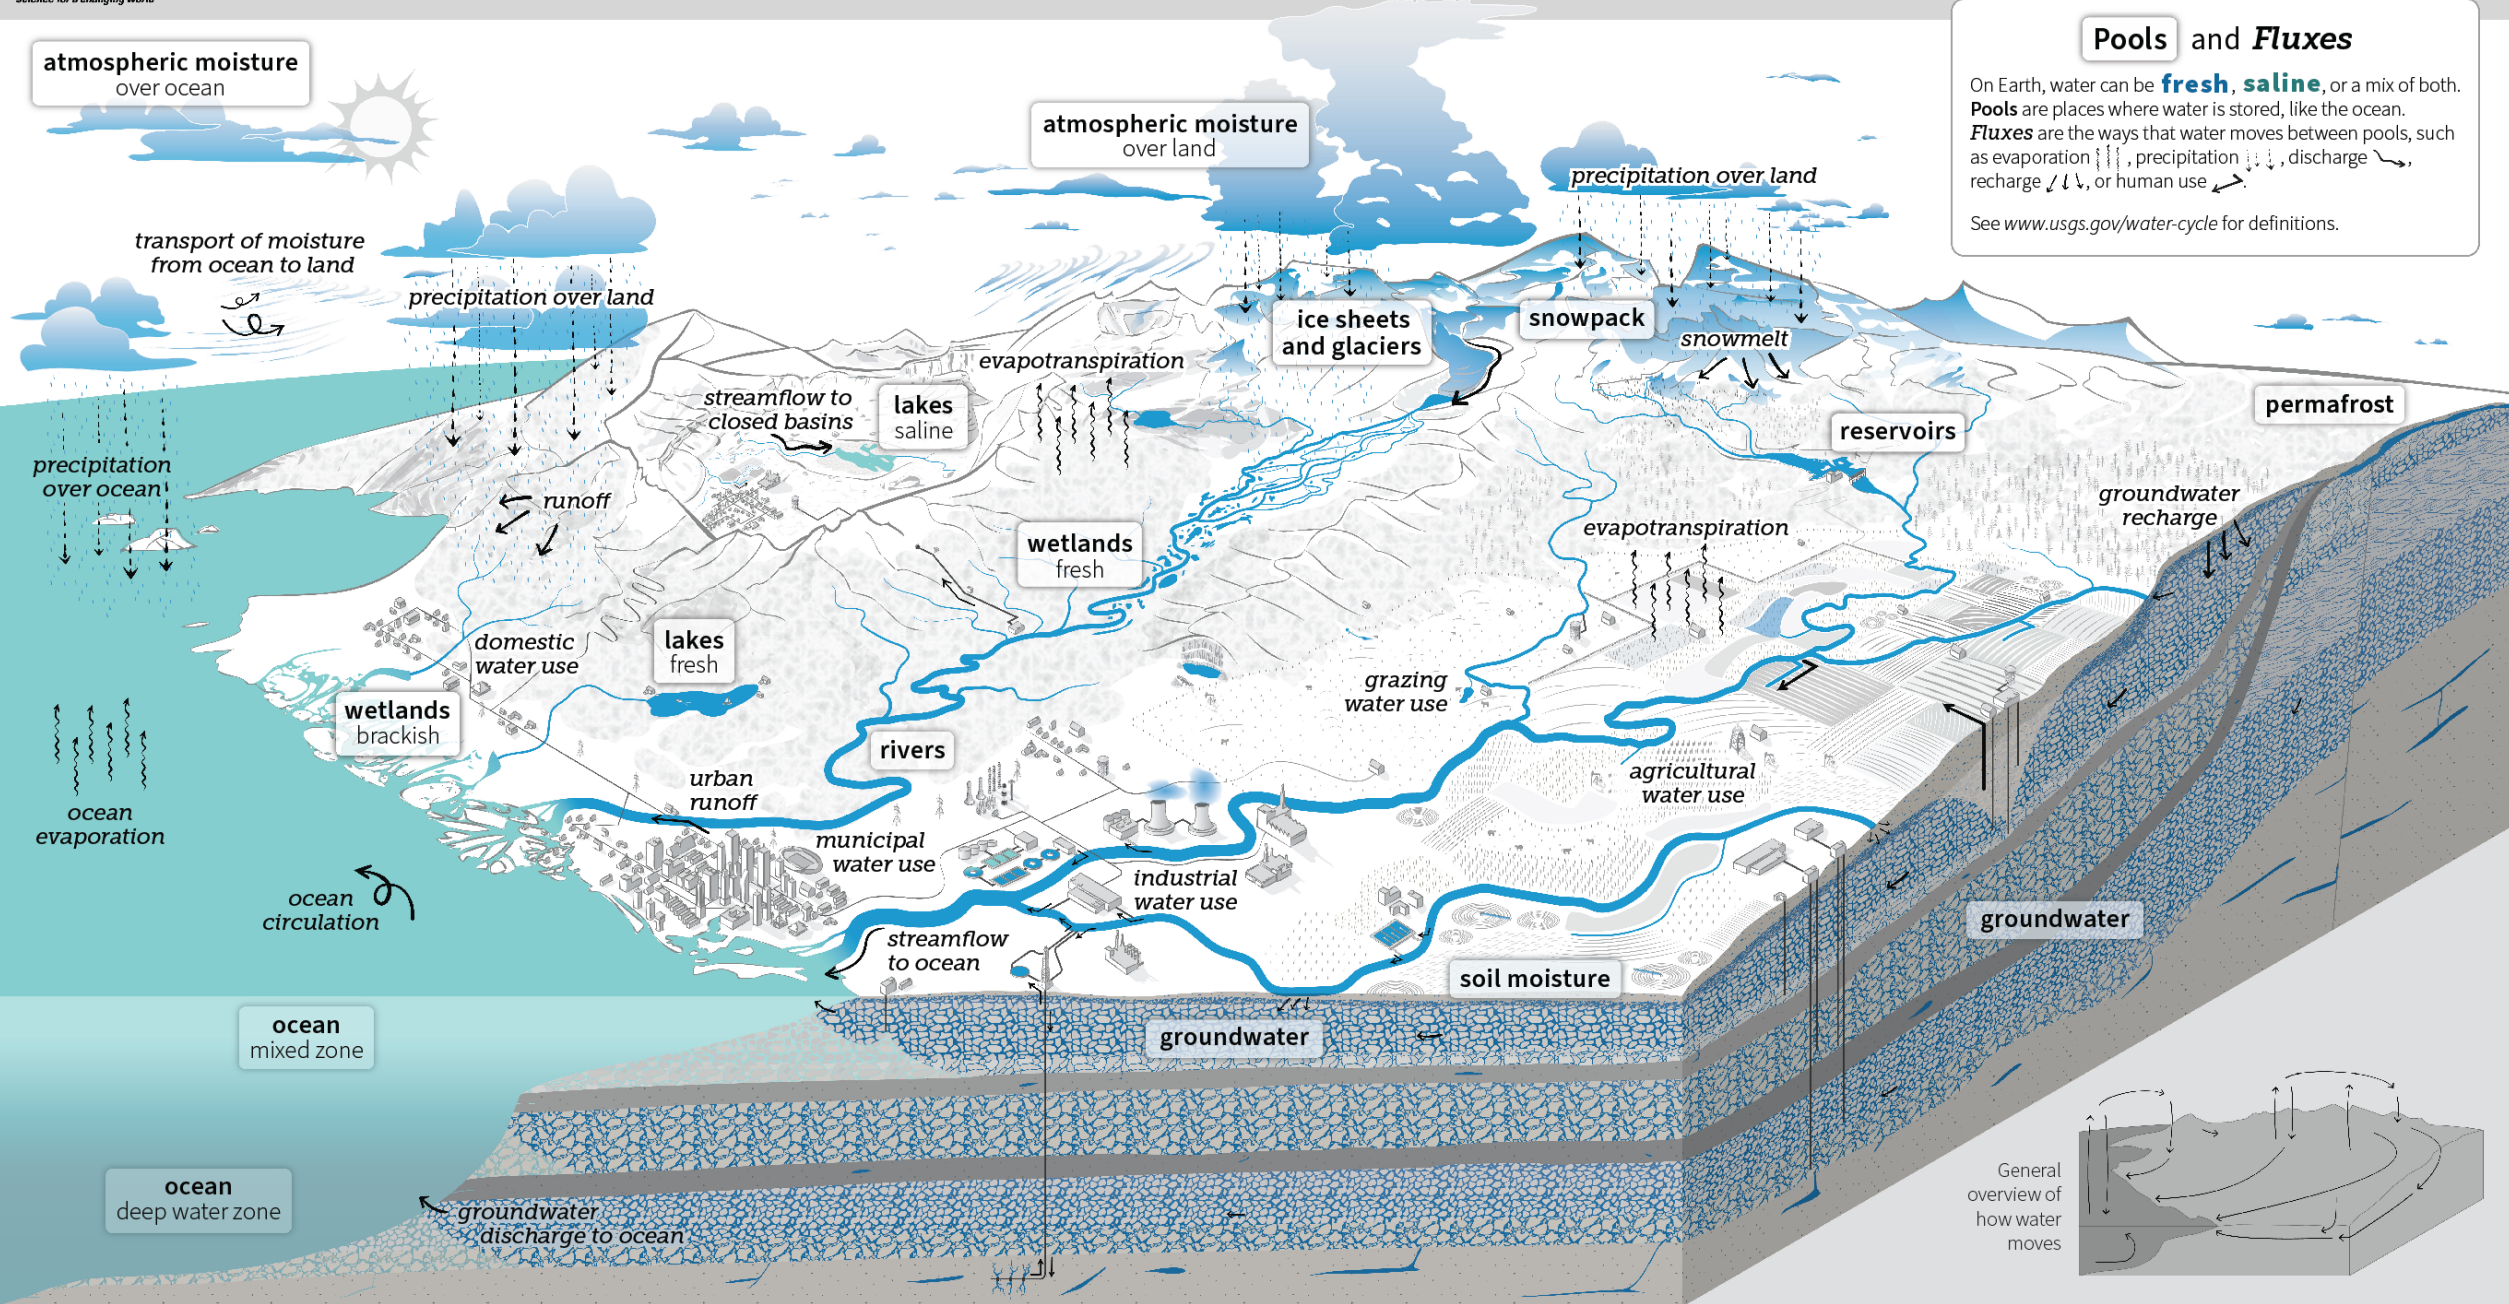 science for a changing world
Pools and Fluxes
On Earth, water can be fresh, saline, or a mix of both.
Pools are places where water is stored, like the ocean.
Fluxes are the ways that water moves between pools, such
as evaporation , precipitation , discharge ,
recharge , or human use .
See www.usgs.gov/water-cycle for definitions.
atmospheric moisture
over ocean
atmospheric moisture
over land
precipitation over land
transport of moisture
from ocean to land
precipitation over land
ice sheets
and glaciers
snowpack
snowmelt
evapotranspiration
streamflow to
closed basins
lakes
saline
permafrost
reservoirs
precipitation
over ocean
runoff
groundwater
recharge
evapotranspiration
wetlands
fresh
domestic
water use
lakes
fresh
grazing
water use
wetlands
brackish
rivers
urban
runoff
agricultural
water use
ocean
evaporation
municipal
water use
industrial
water use
ocean
circulation
streamflow
to ocean
groundwater
soil moisture
ocean
mixed zone
groundwater
ocean
deep water zone
groundwater
discharge to ocean
General
overview of
how water
moves